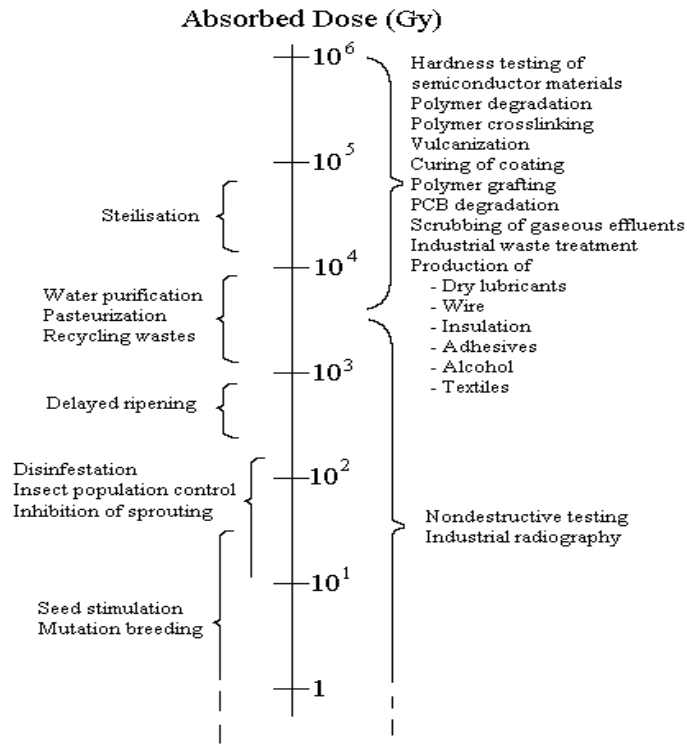 Absorbed Dose (Gy)
10^6
10^5
10^4
10^3
10^2
10^1
1
Steilisation
Water purification
Pasteurization
Recycling wastes
Delayed ripening
Disinfestation
Insect population control
Inhibition of sprouting
Seed stimulation
Mutation breeding
Hardness testing of
semiconductor materials
Polymer degradation
Polymer crosslinking
Vulcanization
Curing of coating
Polymer grafting
PCB degradation
Scrubbing of gaseous effluents
Industrial waste treatment
Production of
- Dry lubricants
- Wire
- Insulation
- Adhesives
- Alcohol
- Textiles
Nondestructive testing
Industrial radiography